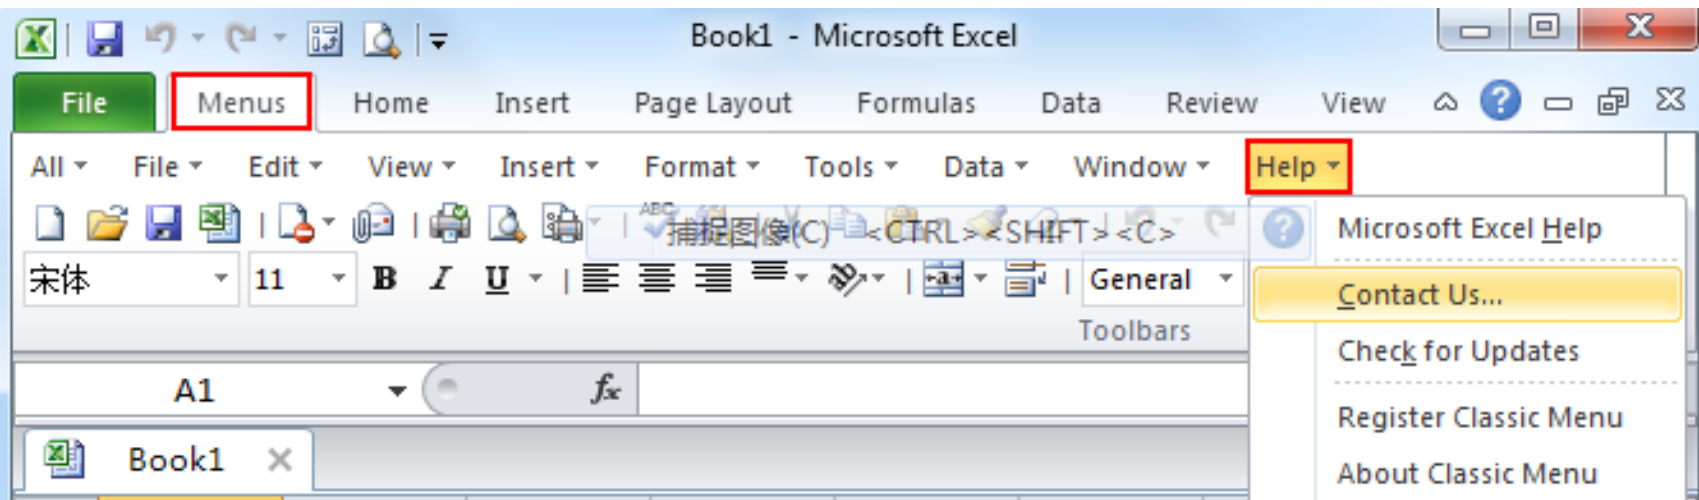 Book1 - Microsoft Excel
File Menus Home Insert Page Layout Formulas Data Review View
All File Edit View Insert Format Tools Data Window Help
ABC
捕捉图像(C) <CTRL><SHIFT><C>
Microsoft Excel Help
宋体 11 B I U General
Contact Us...
Toolbars
Check for Updates
A1 fx
Register Classic Menu
Book1
About Classic Menu